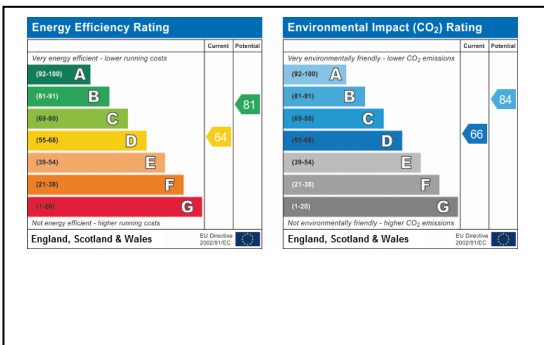 Energy Efficiency Rating
Current Potential
Very energy efficient - lower running costs
(92-100) A
(81-91) B
(69-80) C
(55-68) D
(39-54) E
(21-38) F
(1-20) G
64
81
Not energy efficient - higher running costs
England, Scotland & Wales
EU Directive
2002/91/EC
Environmental Impact (CO₂) Rating
Current Potential
Very environmentally friendly - lower CO₂ emissions
(92-100) A
(81-91) B
(69-80) C
(55-68) D
(39-54) E
(21-38) F
(1-20) G
66
84
Not environmentally friendly - higher CO₂ emissions
England, Scotland & Wales
EU Directive
2002/91/EC